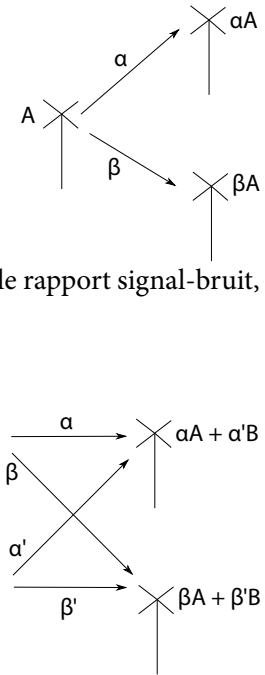 α
αA
A
β
βA
le rapport signal-bruit,
α
αA + α'B
β
α'
βA + β'B
β'